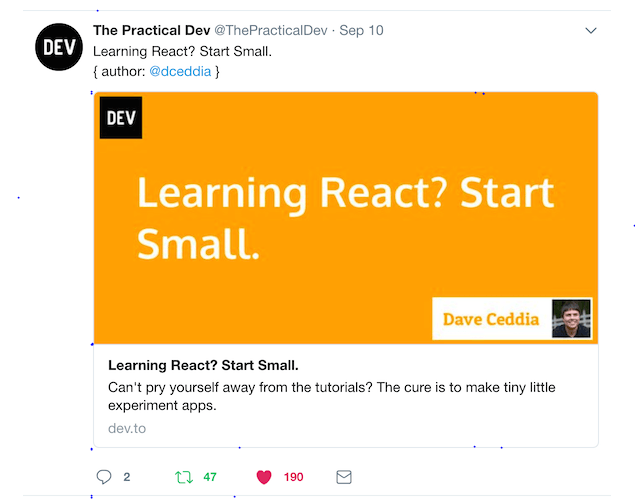 DEV
The Practical Dev @ThePracticalDev · Sep 10
Learning React? Start Small.
{ author: @dceddia }
DEV
Learning React? Start
Small.
Dave Ceddia
Learning React? Start Small.
Can't pry yourself away from the tutorials? The cure is to make tiny little
experiment apps.
dev.to
2 47 190